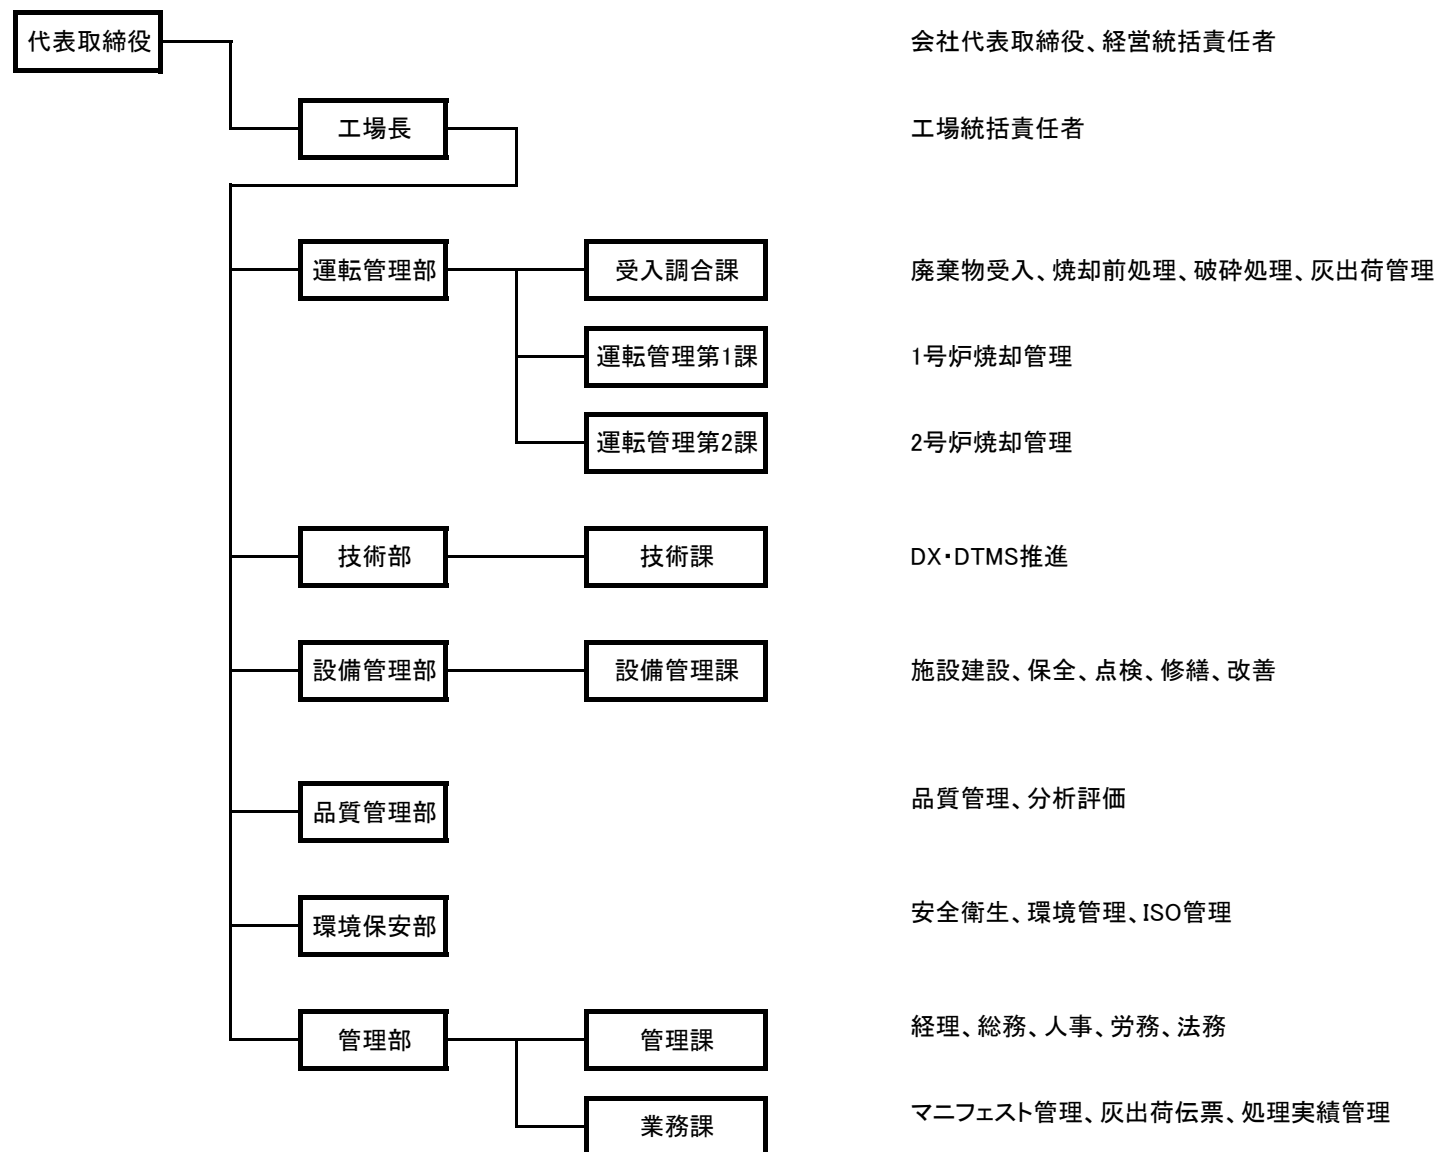 代表取締役
会社代表取締役、経営統括責任者
工場長
工場統括責任者
運転管理部
受入調合課
廃棄物受入、焼却前処理、破砕処理、灰出荷管理
運転管理第1課
1号炉焼却管理
運転管理第2課
2号炉焼却管理
技術部
技術課
DX・DTMS推進
設備管理部
設備管理課
施設建設、保全、点検、修繕、改善
品質管理部
品質管理、分析評価
環境保安部
安全衛生、環境管理、ISO管理
管理部
管理課
経理、総務、人事、労務、法務
業務課
マニフェスト管理、灰出荷伝票、処理実績管理